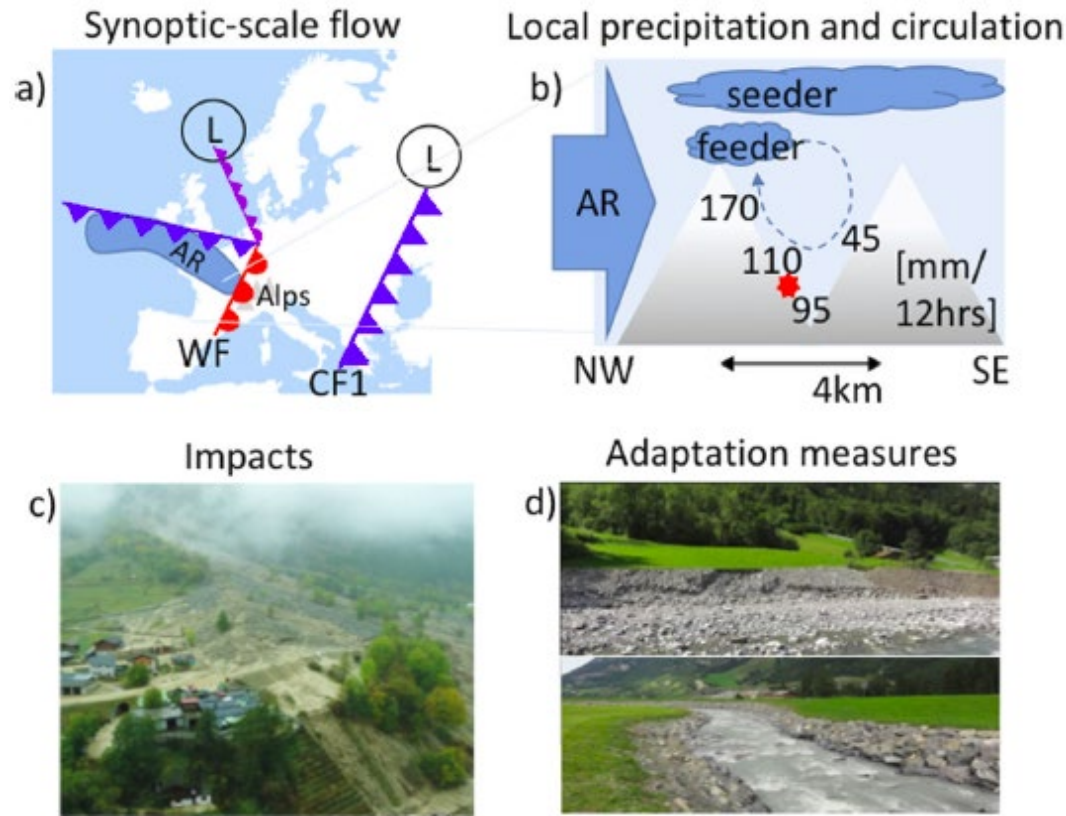 Synoptic-scale flow
a)
L
L
AR
Alps
WF
CF1
Local precipitation and circulation
b)
seeder
feeder
AR
170
110
45
95
[mm/
12hrs]
NW
SE
4km
Impacts
c)
Adaptation measures
d)